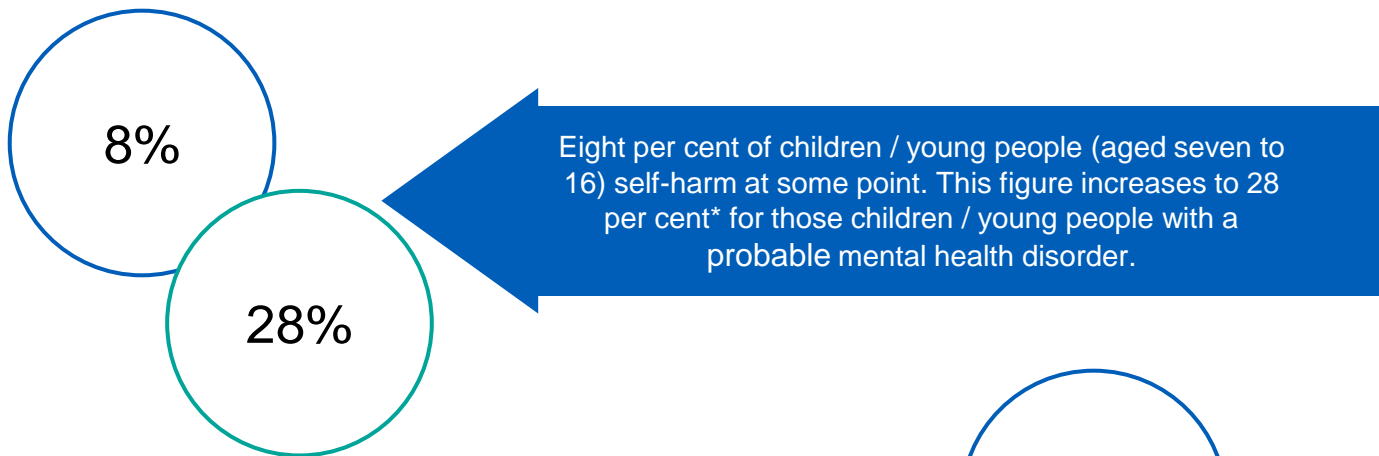 8%
28%
Eight per cent of children / young people (aged seven to
16) self-harm at some point. This figure increases to 28
per cent* for those children / young people with a
probable mental health disorder.